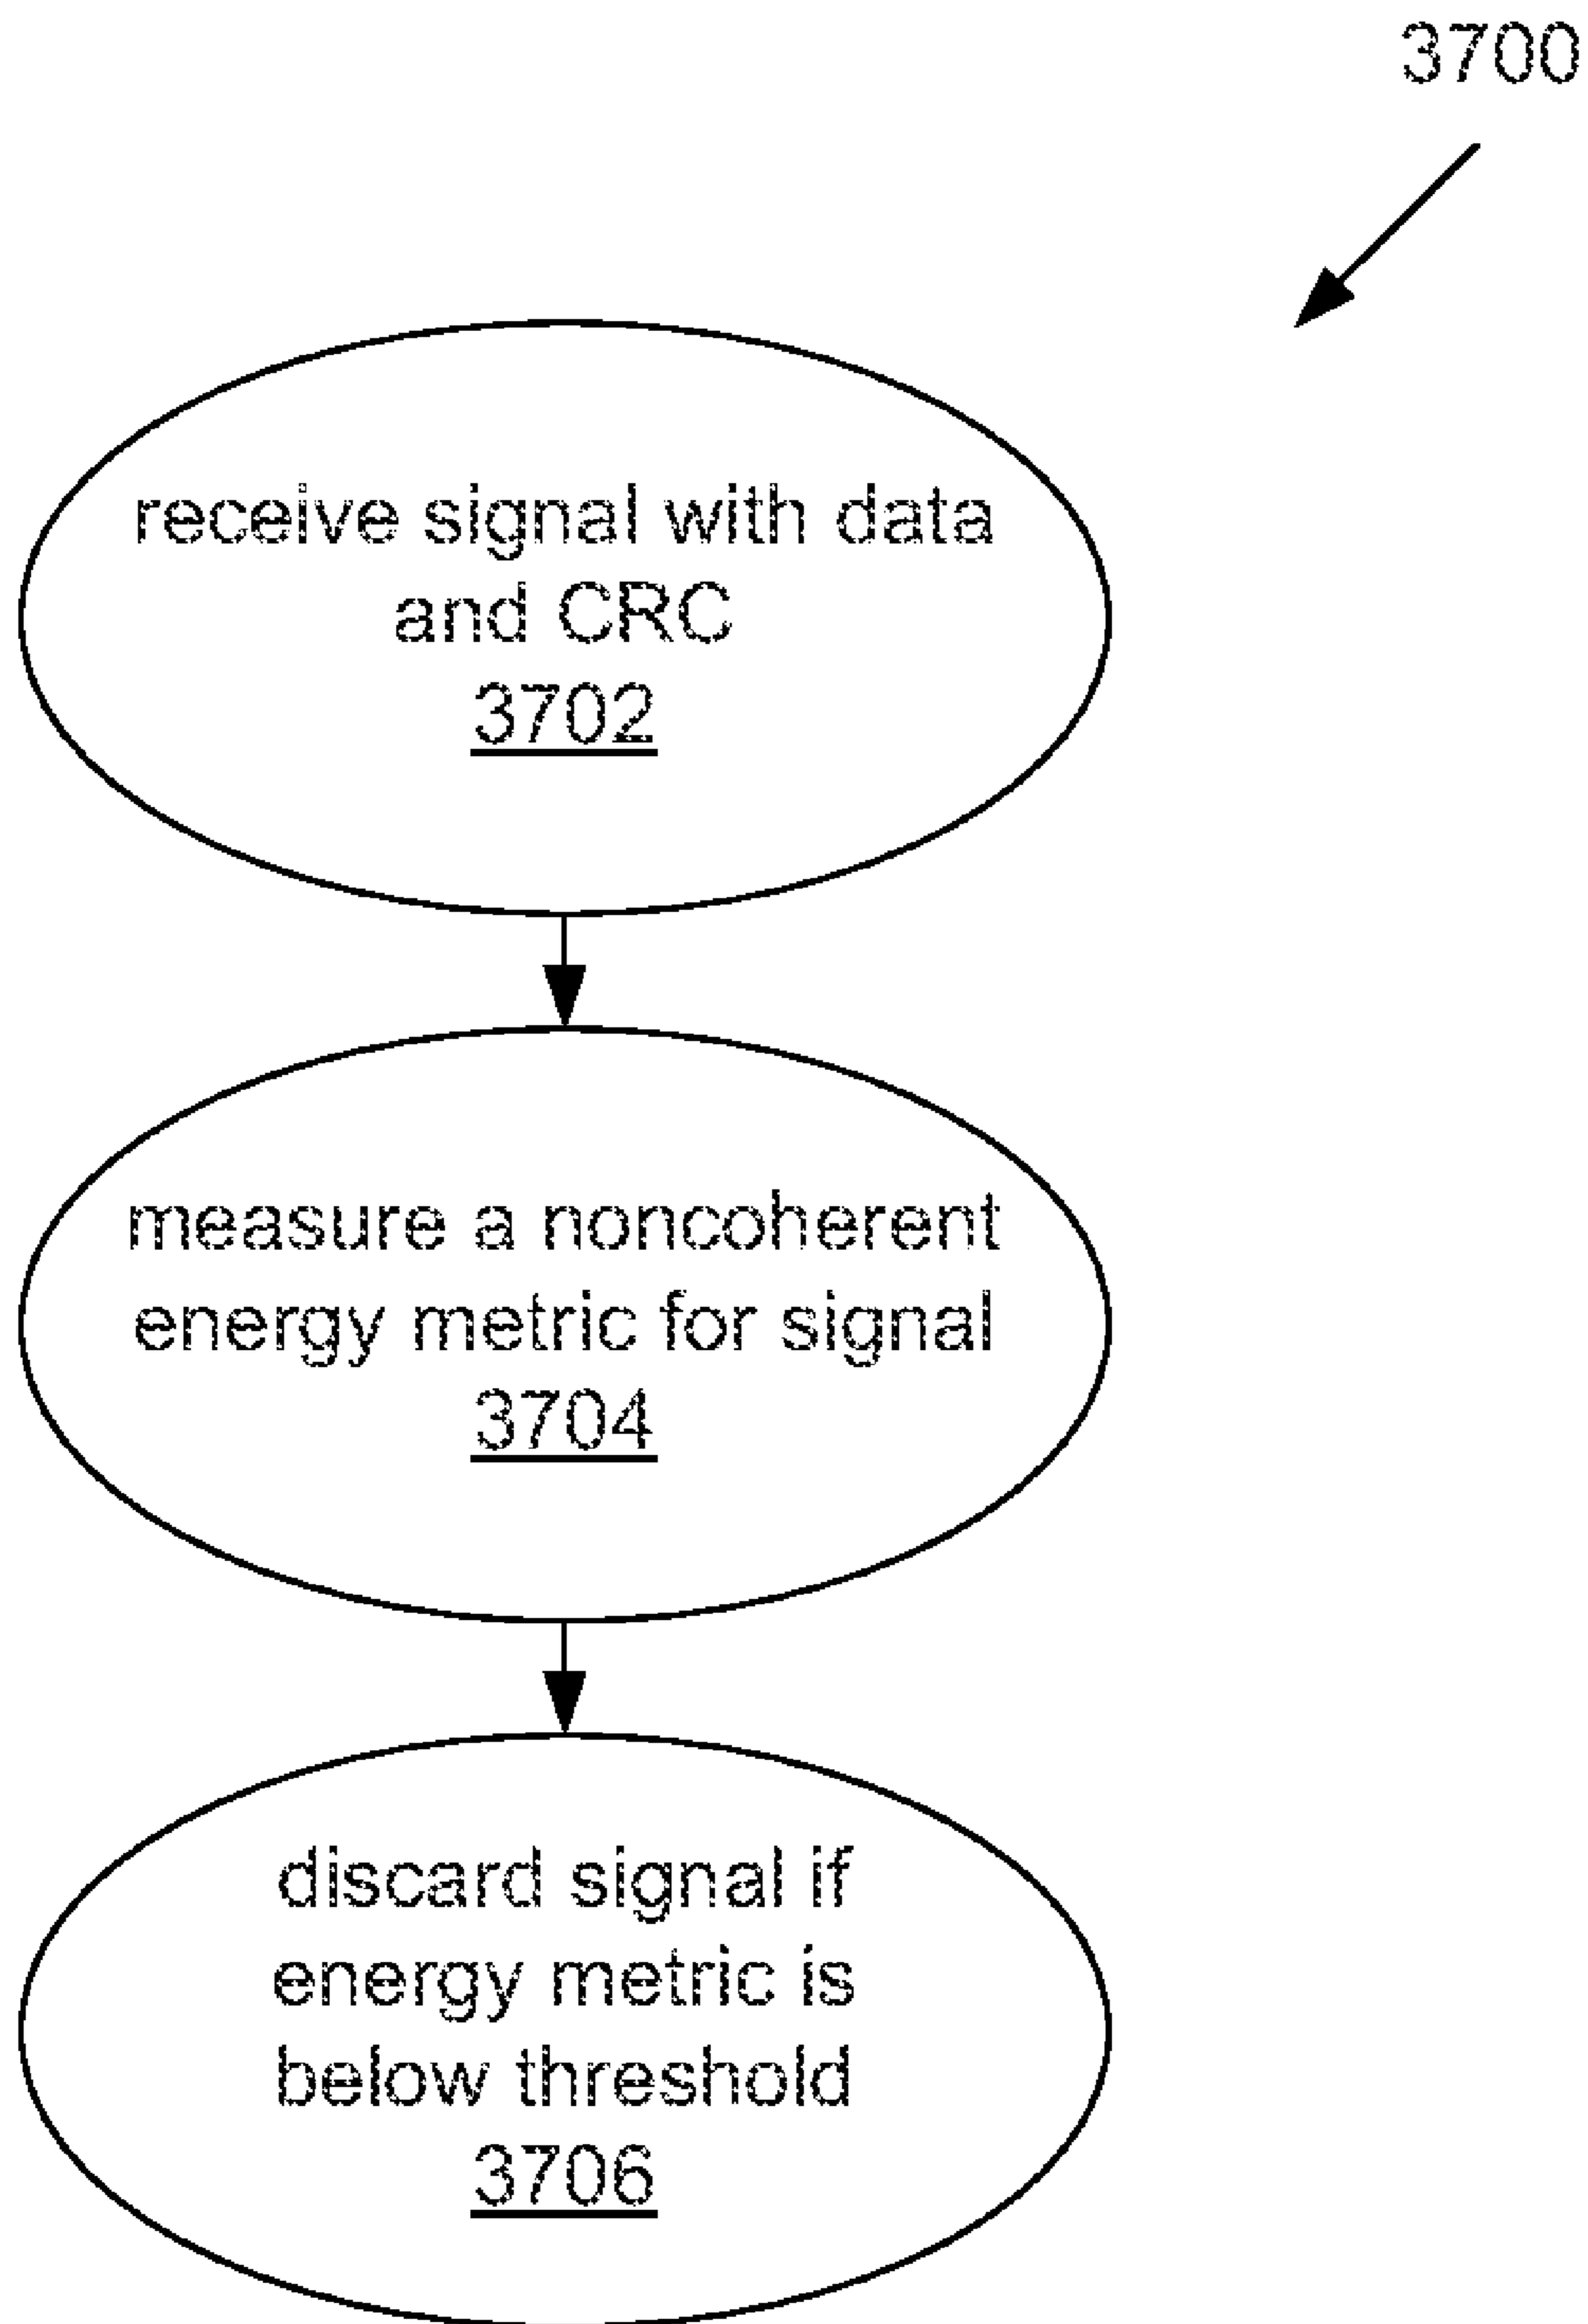 3700
receive signal with data
and CRC
3702
measure a noncoherent
energy metric for signal
3704
discard signal if
energy metric is
below threshold
3706